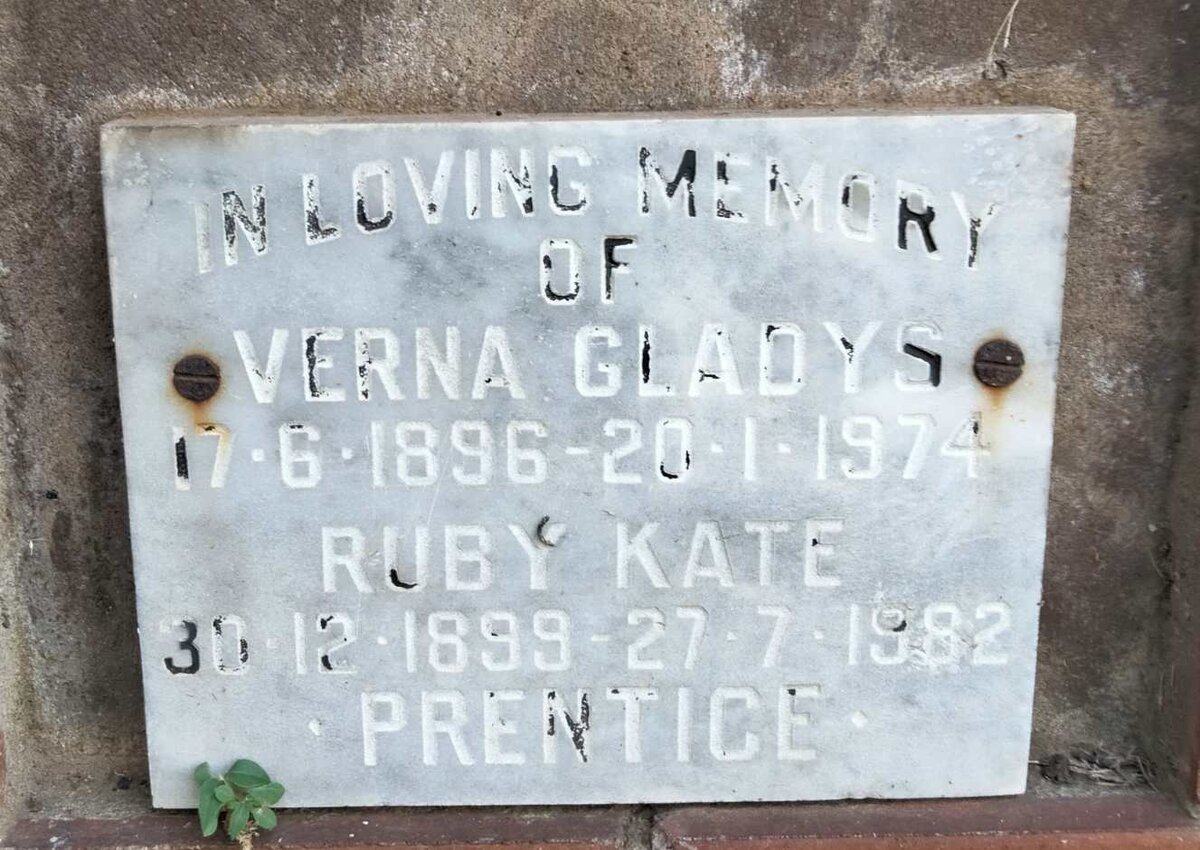 IN LOVING MEMORY
OF
VERNA GLADYS
17·6·1896-20·1·1974
RUBY KATE
30·12·1899-27·7·1982
·PRENTICE·